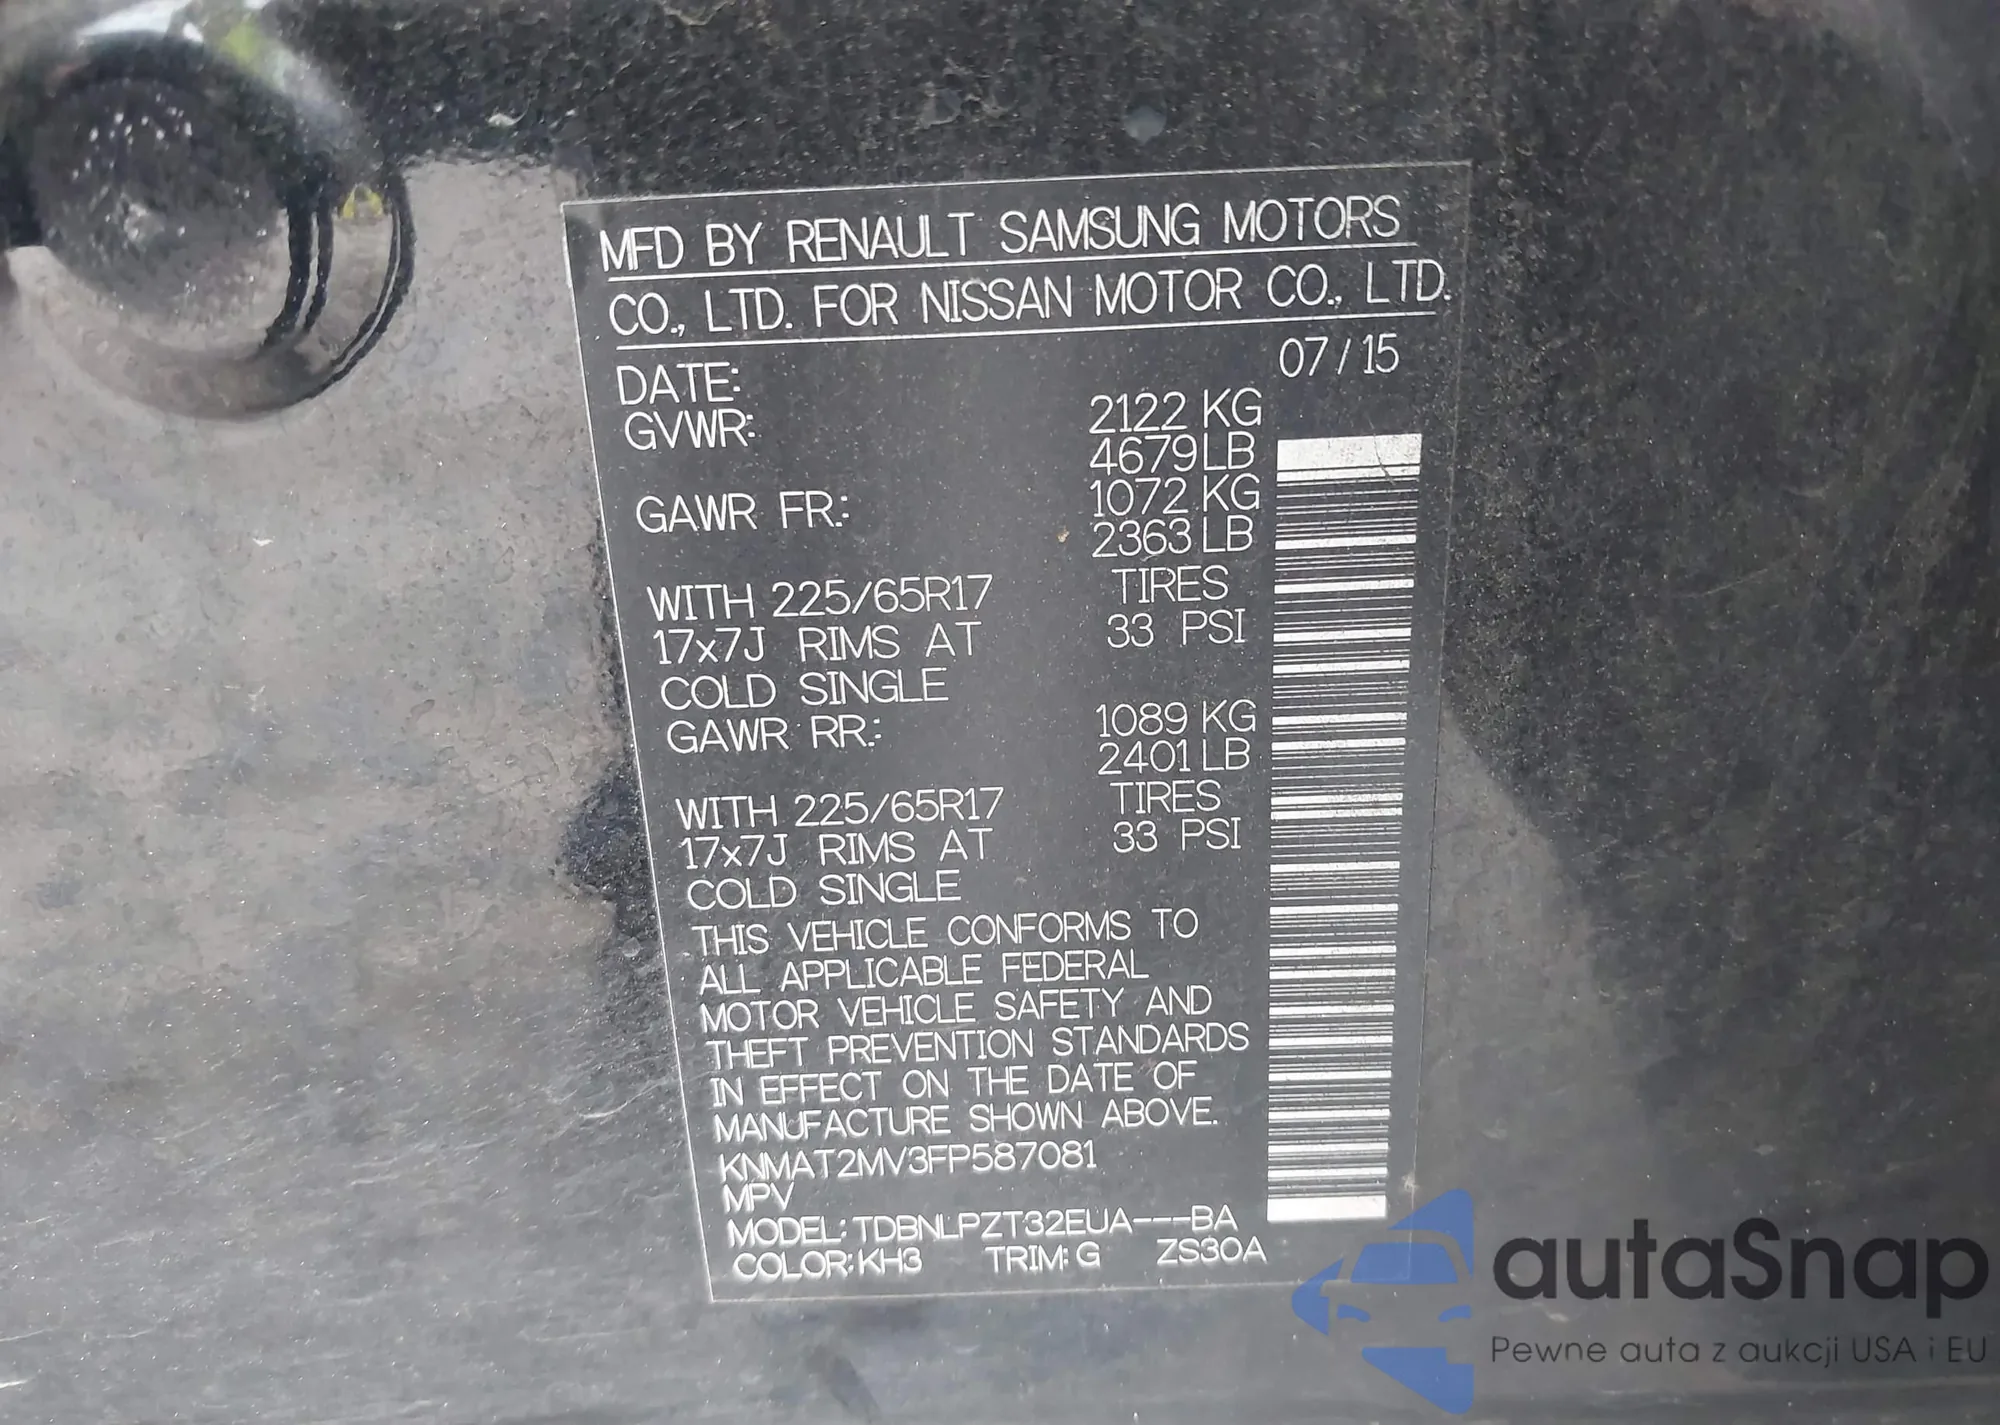 MFD BY RENAULT SAMSUNG MOTORS
CO., LTD. FOR NISSAN MOTOR CO., LTD.
DATE: 07/15
GVWR: 2122 KG
4679 LB
GAWR FR.: 1072 KG
2363 LB
WITH 225/65R17 TIRES
17x7J RIMS AT 33 PSI
COLD SINGLE
GAWR RR.: 1089 KG
2401 LB
WITH 225/65R17 TIRES
17x7J RIMS AT 33 PSI
COLD SINGLE
THIS VEHICLE CONFORMS TO
ALL APPLICABLE FEDERAL
MOTOR VEHICLE SAFETY AND
THEFT PREVENTION STANDARDS
IN EFFECT ON THE DATE OF
MANUFACTURE SHOWN ABOVE.
KNMAT2MV3FP587081
MPV
MODEL: TDBNLPZT32EUA---BA
COLOR: KH3 TRIM: G ZS30A
autoSnap
Pewne auta z aukcji USA i EU